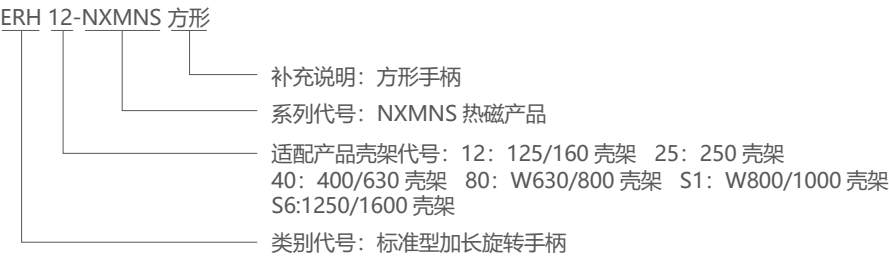 ERH 12-NXMNS 方形
补充说明：方形手柄
系列代号：NXMNS 热磁产品
适配产品壳架代号：12：125/160 壳架 25：250 壳架
40：400/630 壳架 80：W630/800 壳架 S1：W800/1000 壳架
S6:1250/1600 壳架
类别代号：标准型加长旋转手柄